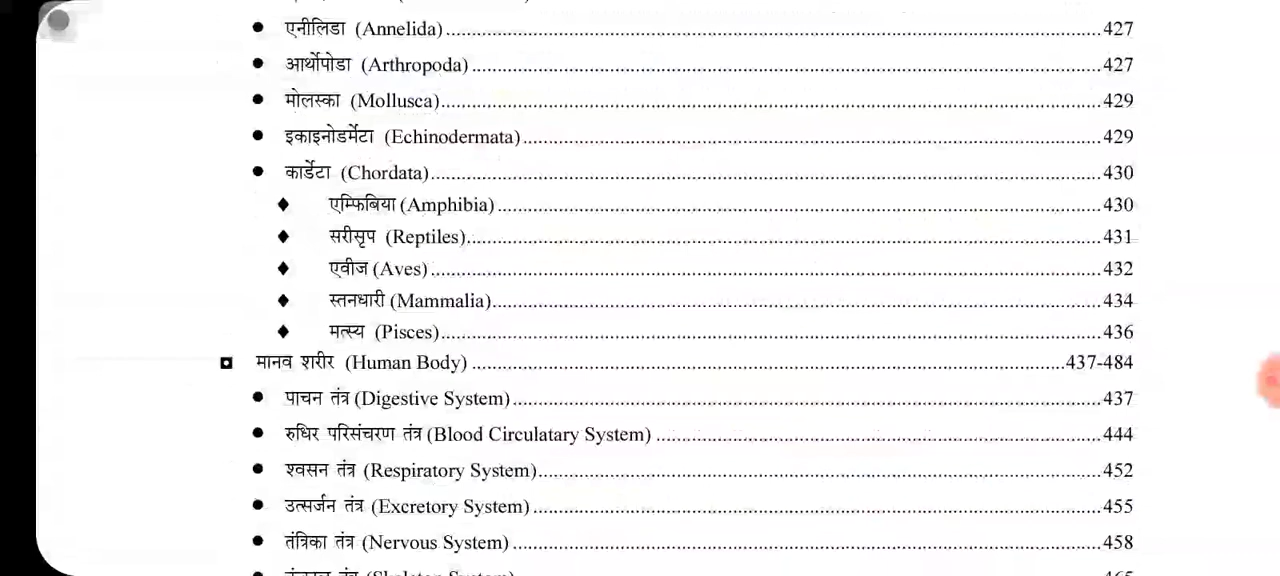 • एनीलिडा (Annelida)....................427
• आर्थोपोडा (Arthropoda)....................427
• मोलस्का (Mollusca)....................429
• इकाइनोडर्मेटा (Echinodermata)....................429
• कार्डेटा (Chordata)....................430
♦ एम्फिबिया (Amphibia)....................430
♦ सरीसृप (Reptiles)....................431
♦ एवीज (Aves)....................432
♦ स्तनधारी (Mammalia)....................434
♦ मत्स्य (Pisces)....................436
मानव शरीर (Human Body)....................437-484
• पाचन तंत्र (Digestive System)....................437
• रुधिर परिसंचरण तंत्र (Blood Circulatary System)....................444
• श्वसन तंत्र (Respiratory System)....................452
• उत्सर्जन तंत्र (Excretory System)....................455
• तंत्रिका तंत्र (Nervous System)....................458